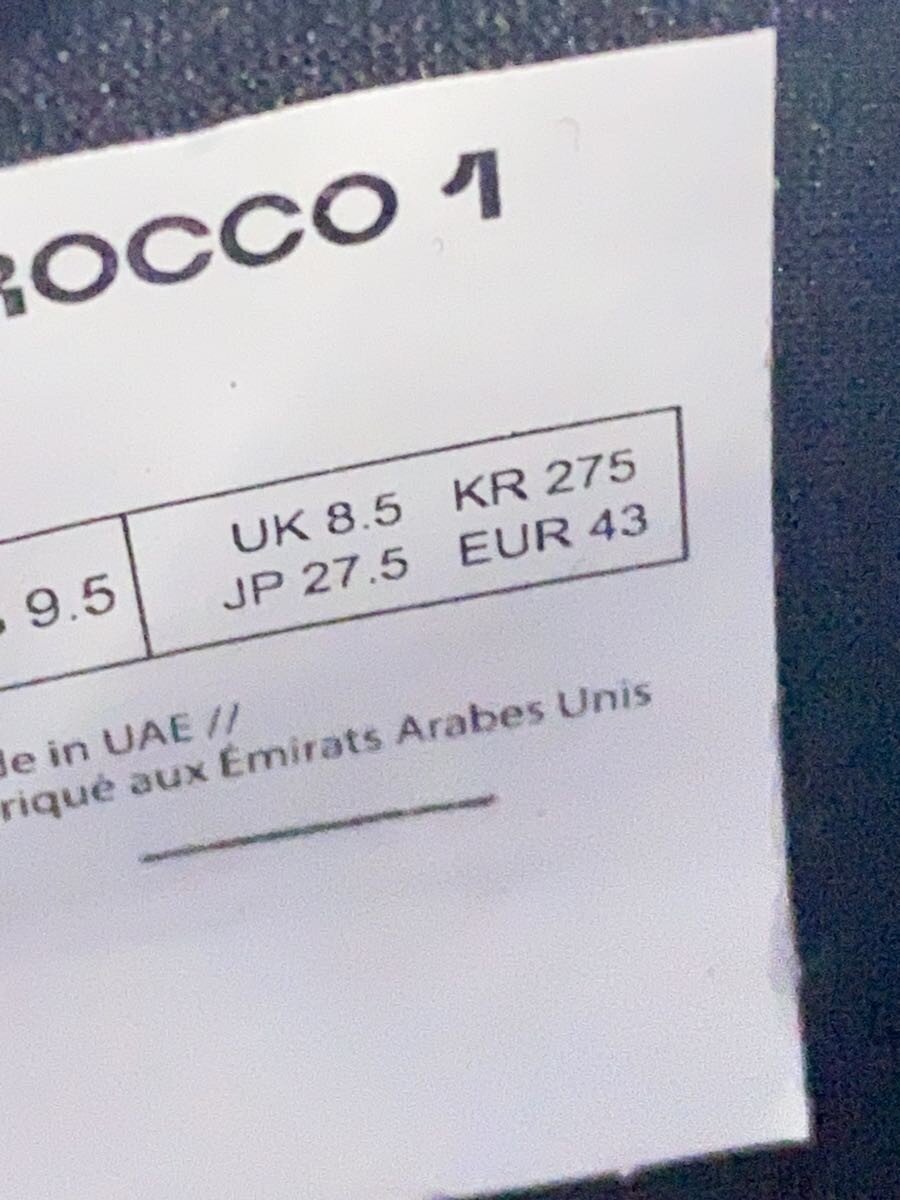 ROCCO 1
9.5
UK 8.5 KR 275
JP 27.5 EUR 43
de in UAE //
riqué aux Émirats Arabes Unis